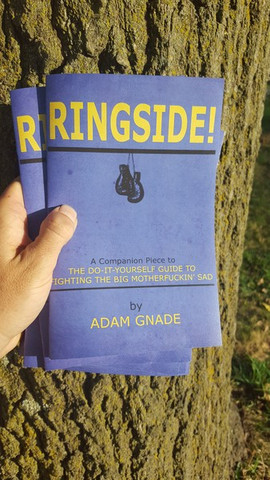 R
RINGSIDE!
A Companion Piece to
THE DO-IT-YOURSELF GUIDE TO
IGHTING THE BIG MOTHERFUCKIN' SAD
by
ADAM GNADE